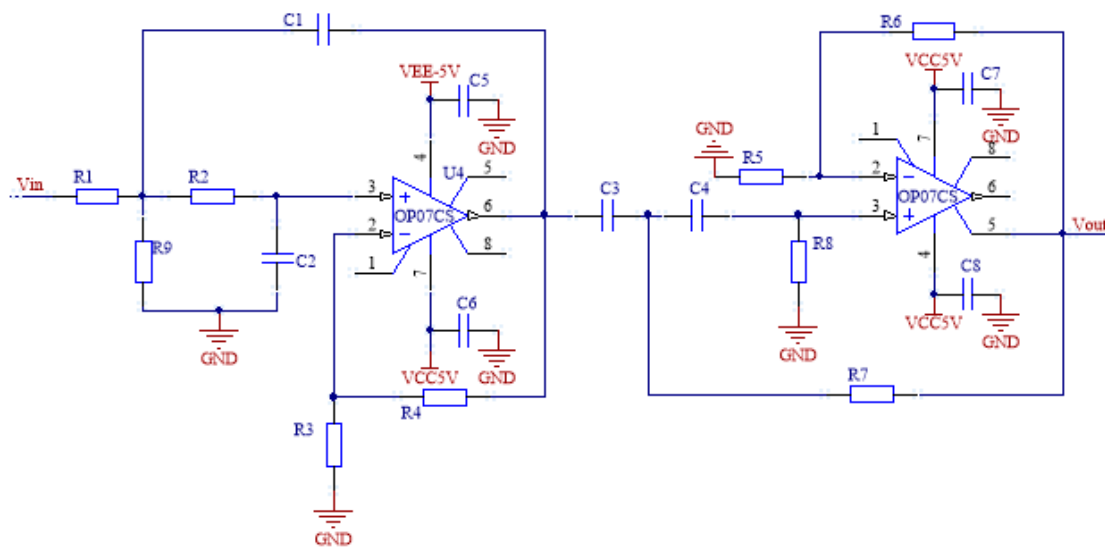 C1
R6
VEE-5V
C5
GND
VCC5V
C7
GND
Vin
R1
R2
R9
C2
GND
4
U4
5
3
OP07CS
6
2
8
1
7
C6
VCC5V
GND
R4
R3
GND
C3
C4
GND
R5
1
7
8
2
OP07CS
6
3
5
Vout
4
R8
GND
C8
VCC5V
GND
R7